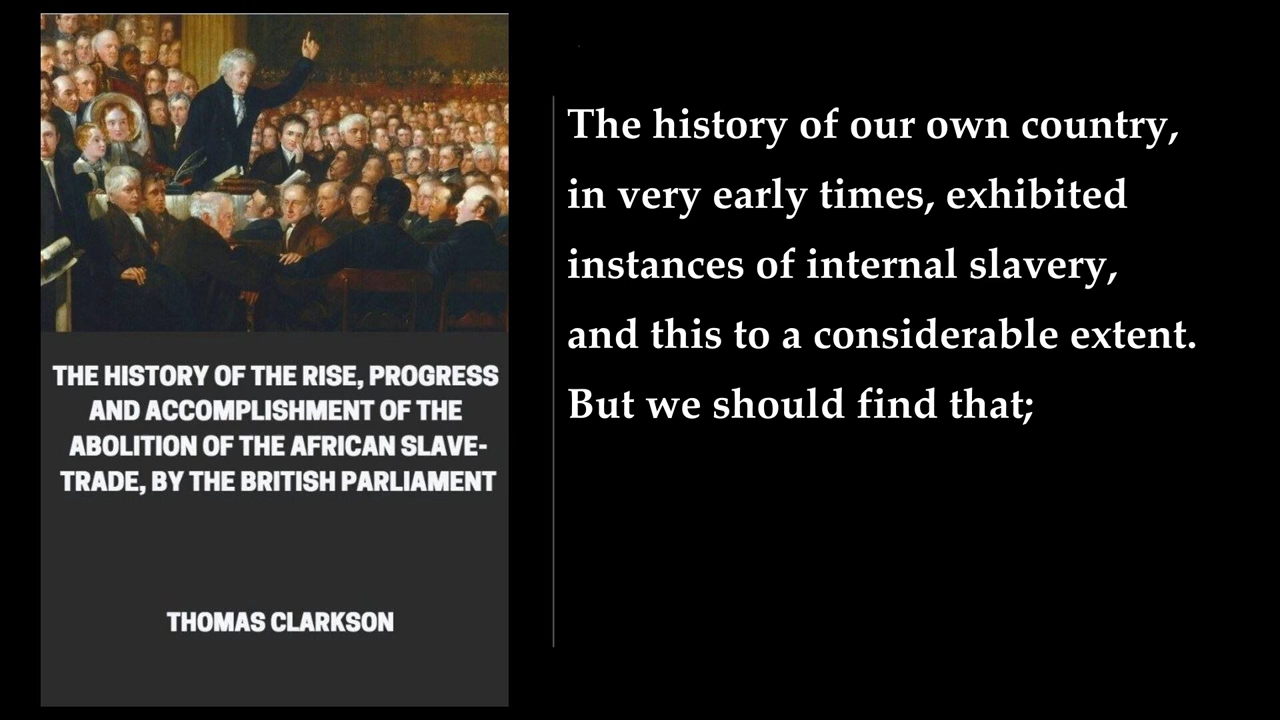 THE HISTORY OF THE RISE, PROGRESS
AND ACCOMPLISHMENT OF THE
ABOLITION OF THE AFRICAN SLAVE-
TRADE, BY THE BRITISH PARLIAMENT
THOMAS CLARKSON
The history of our own country,
in very early times, exhibited
instances of internal slavery,
and this to a considerable extent.
But we should find that;